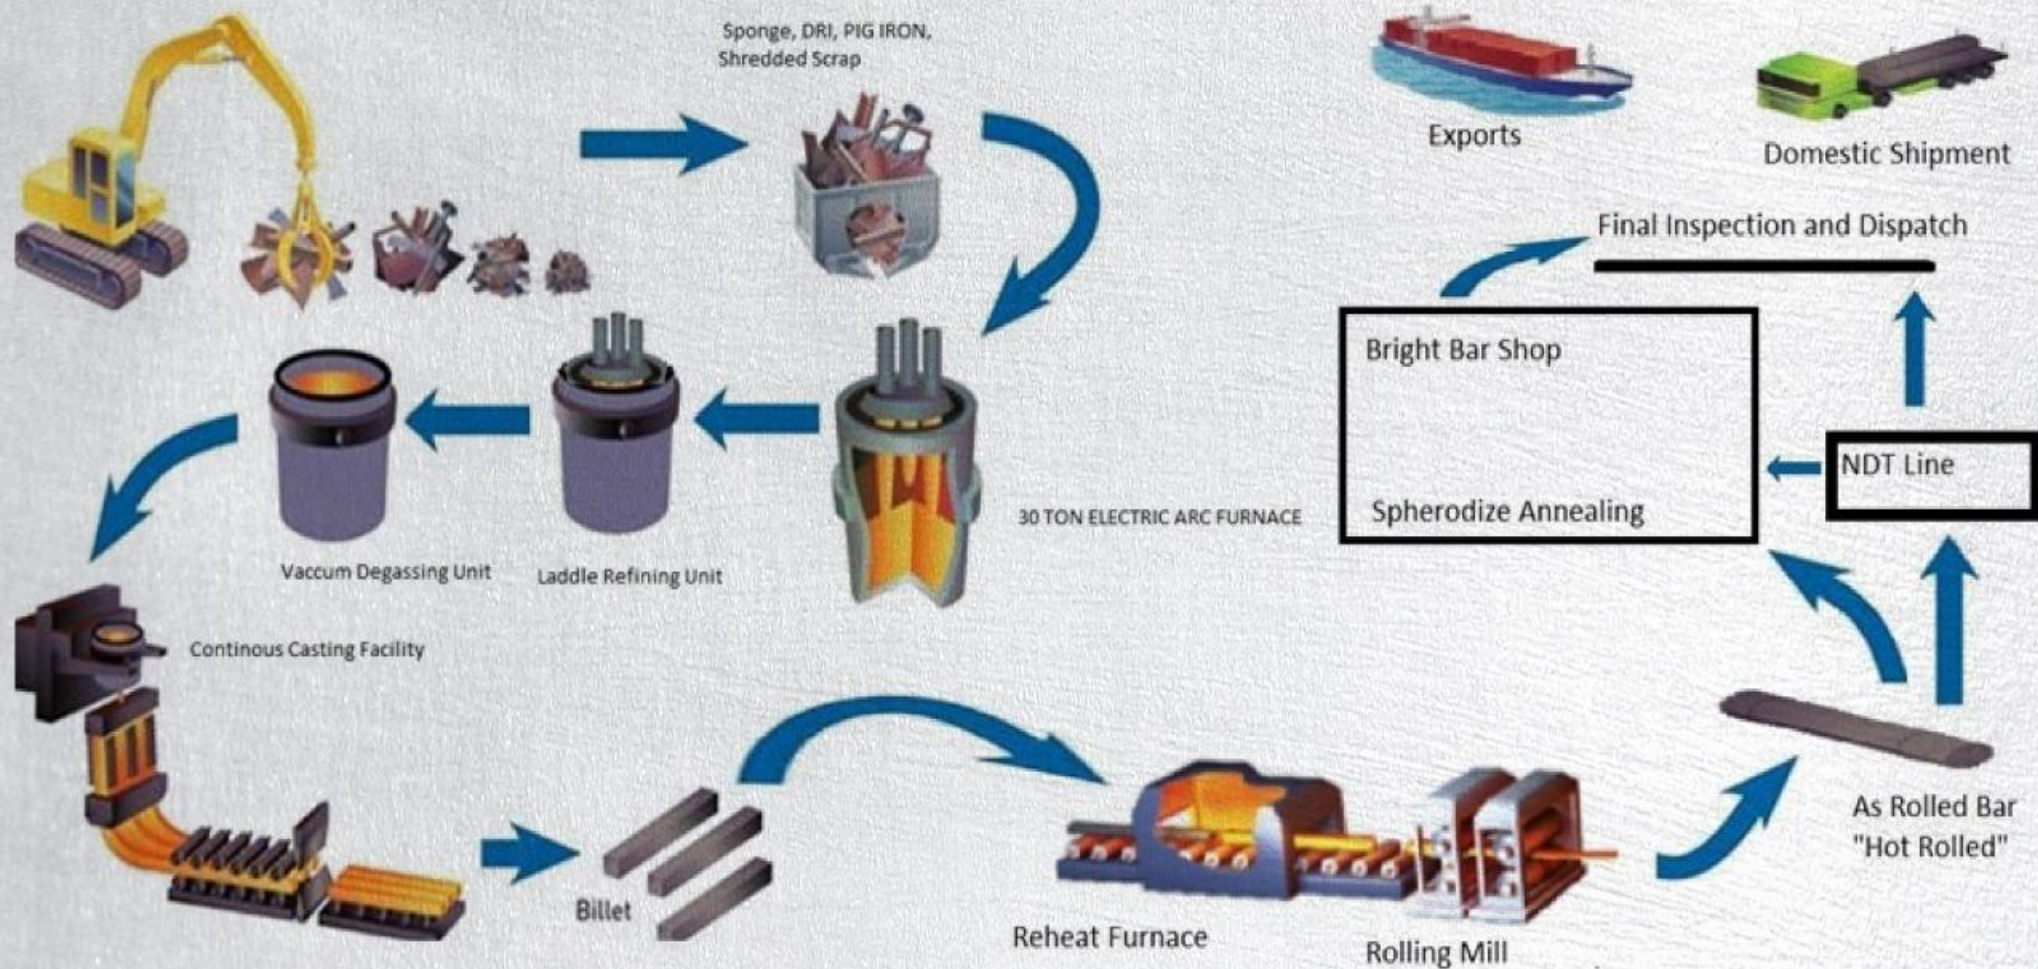 Sponge, DRI, PIG IRON,
Shredded Scrap
Exports
Domestic Shipment
Final Inspection and Dispatch
Bright Bar Shop
NDT Line
Spherodize Annealing
30 TON ELECTRIC ARC FURNACE
Laddle Refining Unit
Vaccum Degassing Unit
Continous Casting Facility
Billet
Reheat Furnace
Rolling Mill
As Rolled Bar
"Hot Rolled"